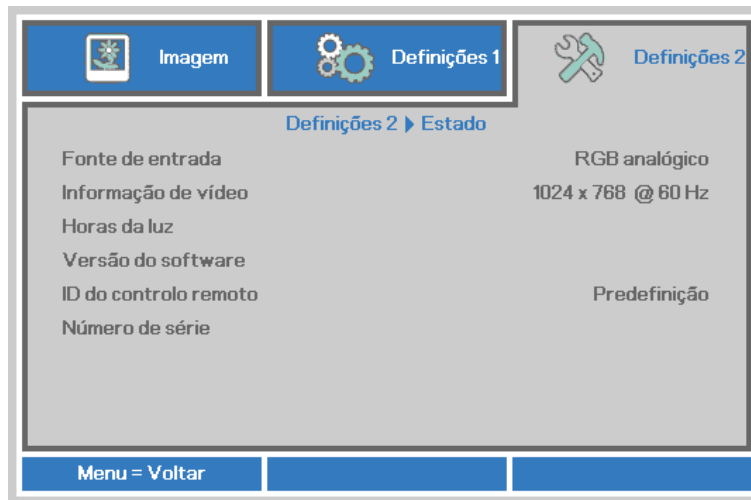 Imagem
Definições 1
Definições 2
Definições 2 Estado
Fonte de entrada RGB analógico
Informação de vídeo 1024 x 768 @ 60 Hz
Horas da luz
Versão do software
ID do controlo remoto Predefinição
Número de série
Menu = Voltar